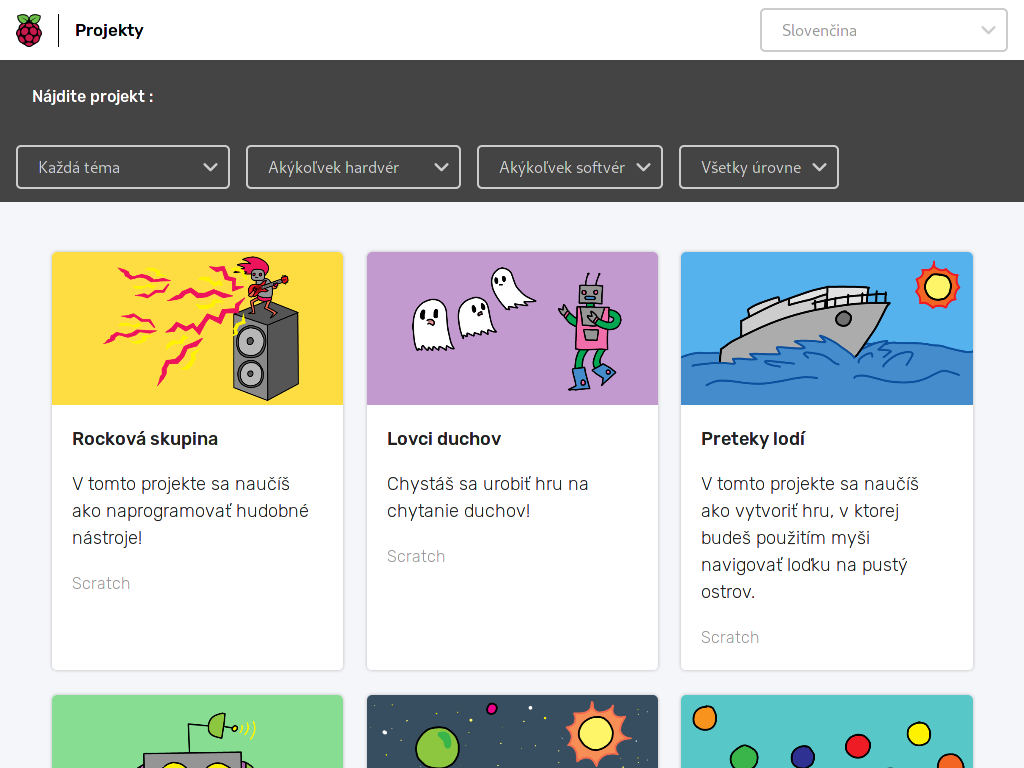 Projekty
Slovenčina
Nájdite projekt :
Každá téma
Akýkoľvek hardvér
Akýkoľvek softvér
Všetky úrovne
Rocková skupina
V tomto projekte sa naučíš
ako naprogramovať hudobné
nástroje!
Scratch
Lovci duchov
Chystáš sa urobiť hru na
chytanie duchov!
Scratch
Preteky lodí
V tomto projekte sa naučíš
ako vytvoriť hru, v ktorej
budeš použitím myši
navigovať loďku na pustý
ostrov.
Scratch